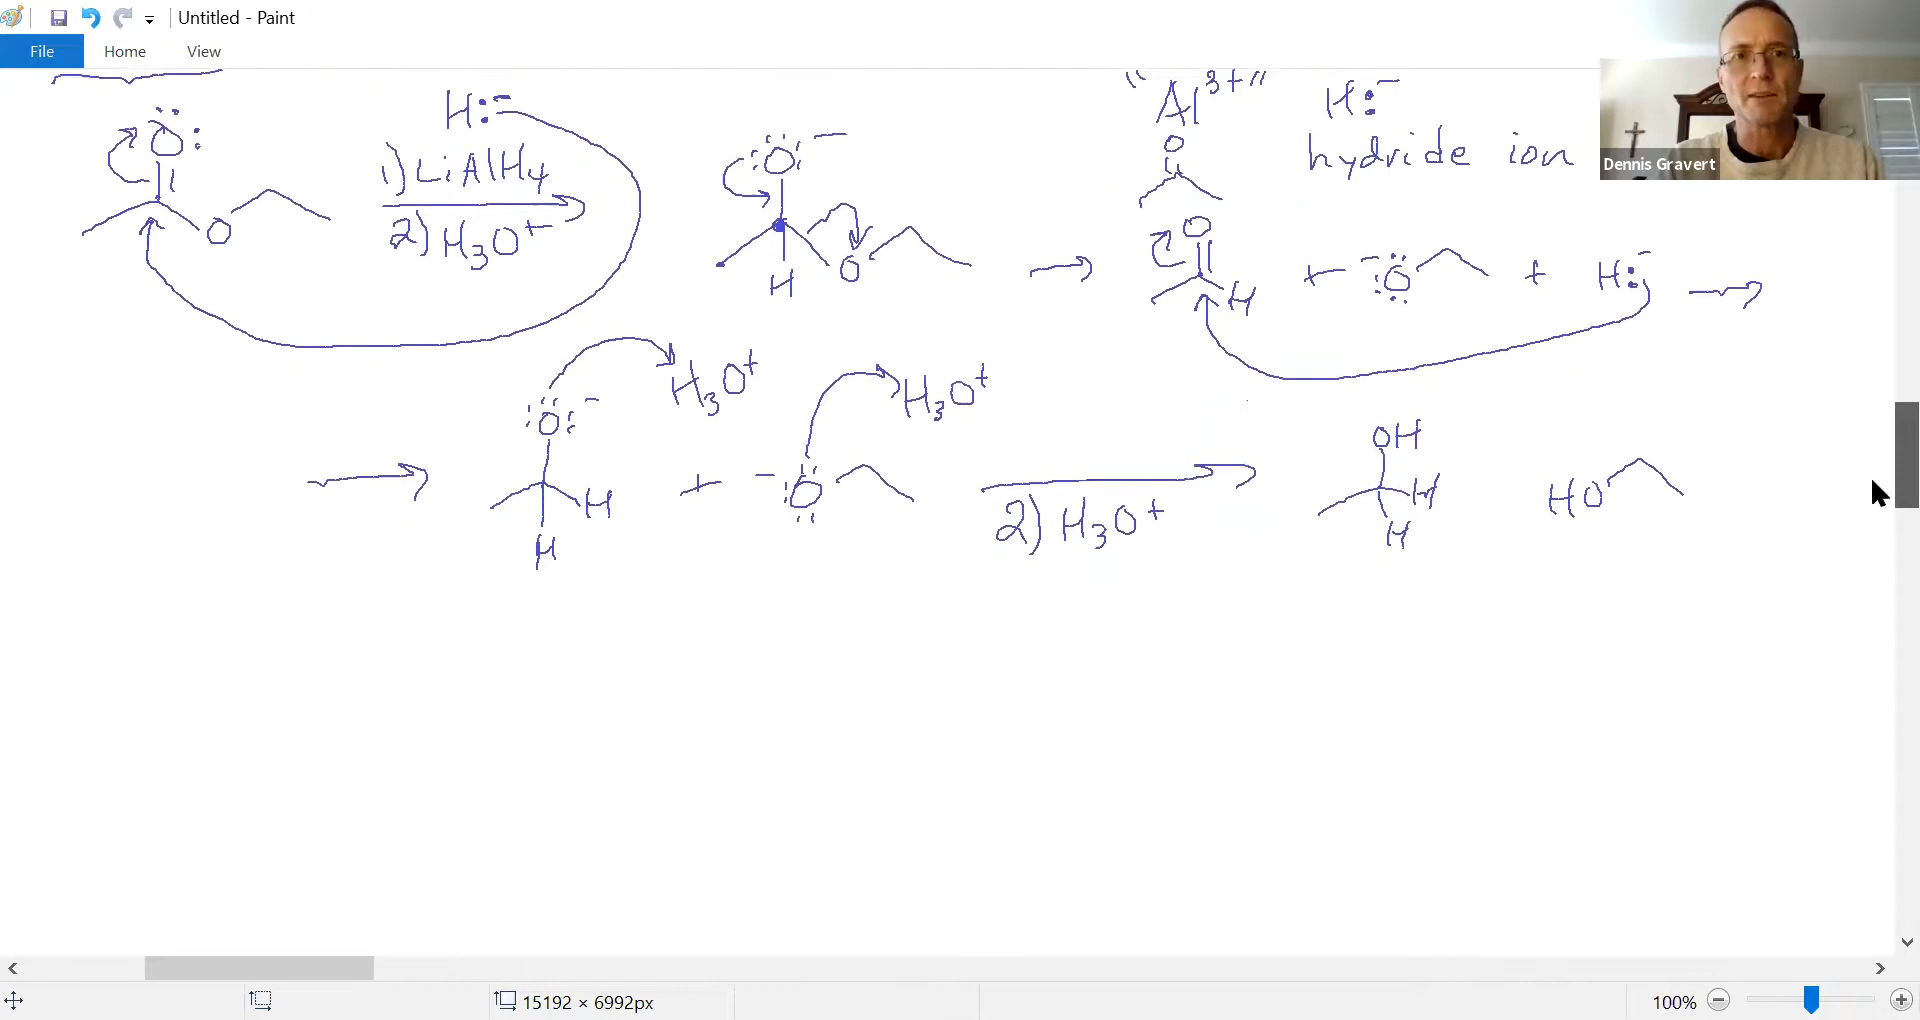 Untitled - Paint
File Home View
H:⁻
"Al³⁺" H:⁻
hydride ion
Dennis Gravert
O
O
1) LiAlH4
2) H₃O⁺
O⁻
H O
O
O
H + ⁻O + H:⁻
H₃O⁺ H₃O⁺
O⁻
H
H
+ ⁻O
2) H₃O⁺
OH
H
H
HO
15192 × 6992px
100%